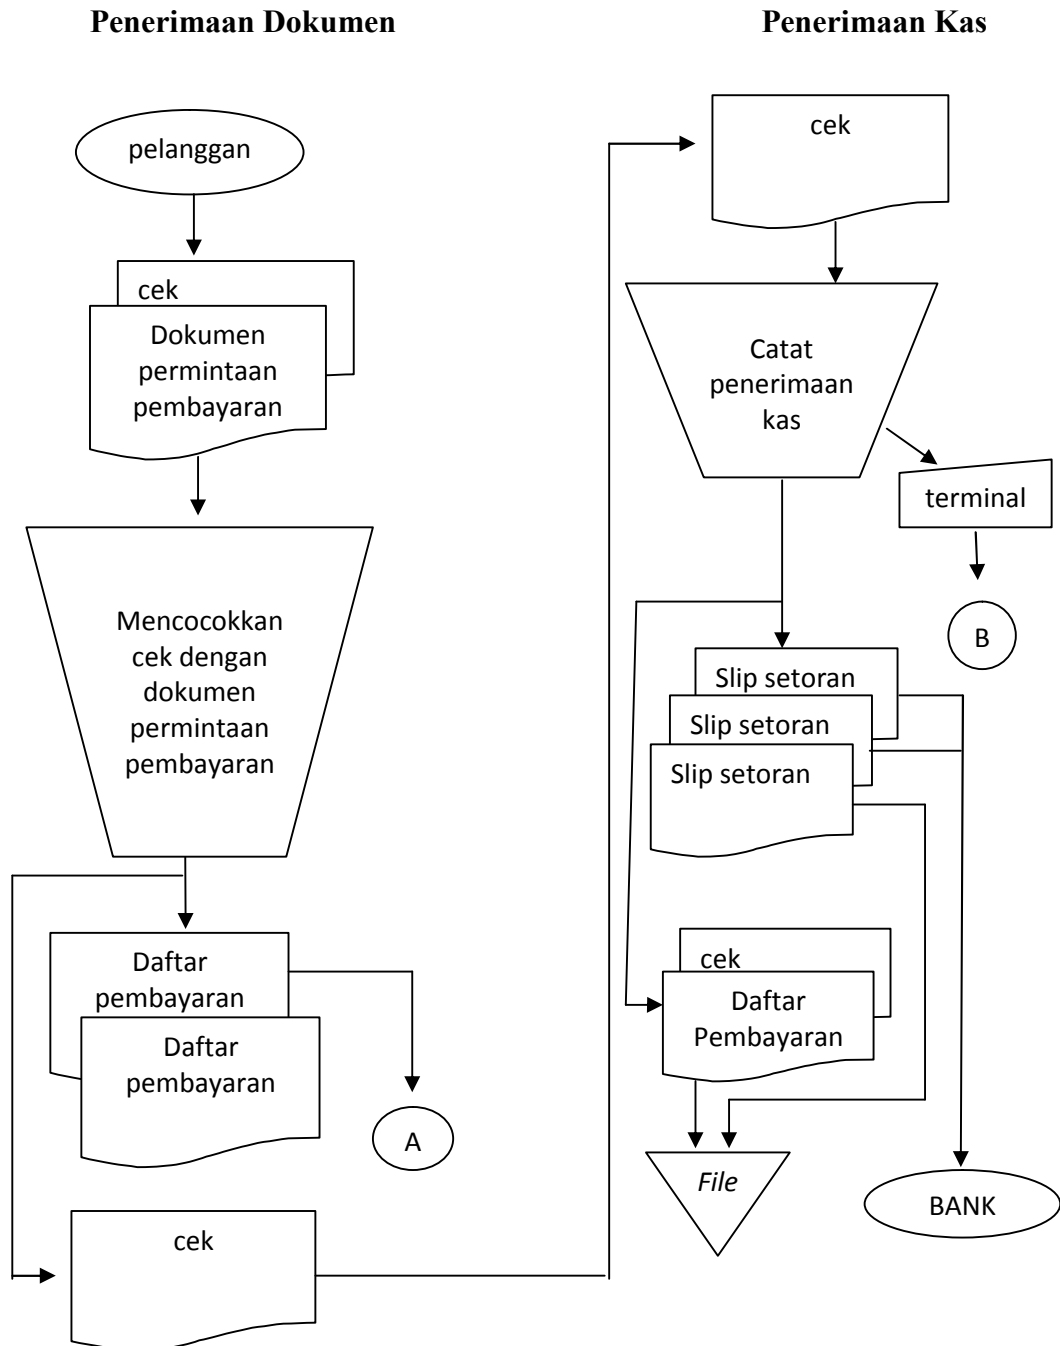 Penerimaan Dokumen
Penerimaan Kas
pelanggan
cek
Dokumen
permintaan
pembayaran
Mencocokkan
cek dengan
dokumen
permintaan
pembayaran
Daftar
pembayaran
Daftar
pembayaran
A
cek
cek
Catat
penerimaan
kas
terminal
B
Slip setoran
Slip setoran
Slip setoran
cek
Daftar
Pembayaran
File
BANK